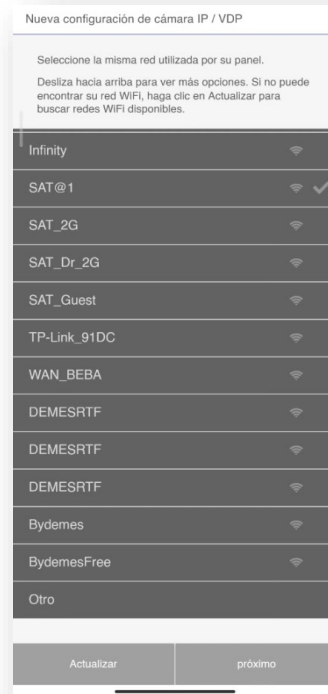 Nueva configuración de cámara IP / VDP
Seleccione la misma red utilizada por su panel.
Desliza hacia arriba para ver más opciones. Si no puede
encontrar su red WiFi, haga clic en Actualizar para
buscar redes WiFi disponibles.
Infinity
SAT@1
SAT_2G
SAT_Dr_2G
SAT_Guest
TP-Link_91DC
WAN_BEBA
DEMESRTF
DEMESRTF
DEMESRTF
Bydemes
BydemesFree
Otro
Actualizar próximo